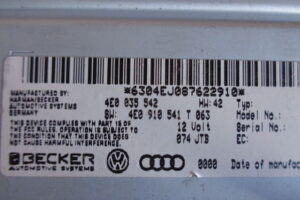 *6304EJ087622910*
MANUFACTURED BY
HARMAN/BECKER 4E0 035 542 HW: 42 Typ:
AUTOMOTIVE SYSTEMS SW: 4E0 910 541 T 063 Model No.:
GERMANY 12 Volt Serial No.:
THIS DEVICE COMPLIES WITH PART 15 OF
THE FCC RULES. OPERATION IS SUBJECT 074 JTB EC:
TO THE CONDITION THAT THIS DEVICE DOES
NOT CAUSE HARMFUL INTERFERENCE
BECKER 0000 Date of manufac
AUTOMOTIVE SYSTEMS